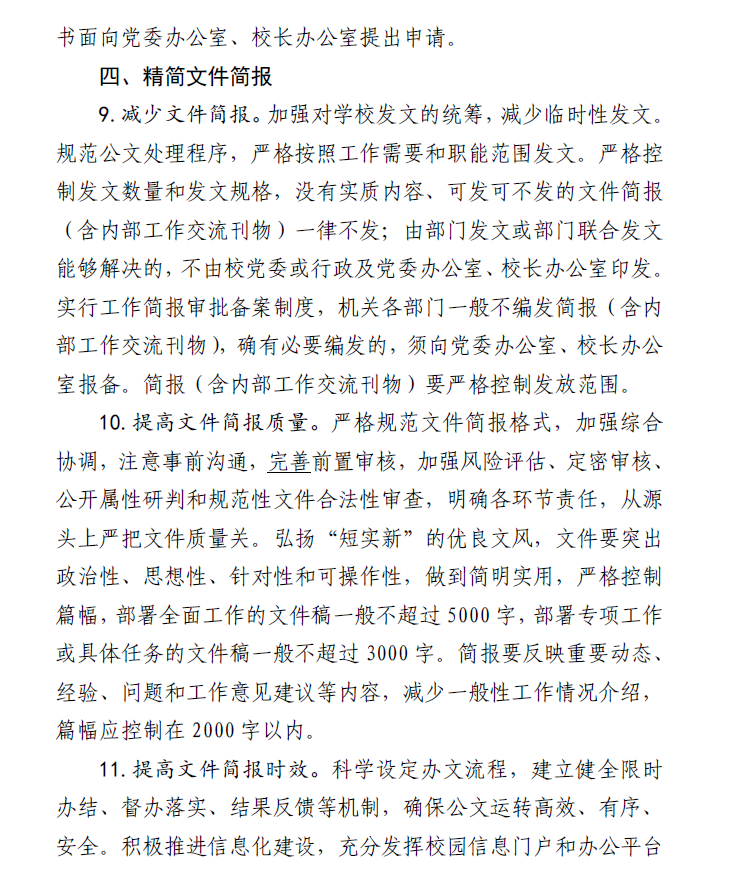 书面向党委办公室、校长办公室提出申请。
四、精简文件简报
9. 减少文件简报。加强对学校发文的统筹，减少临时性发文。
规范公文处理程序，严格按照工作需要和职能范围发文。严格控
制发文数量和发文规格，没有实质内容、可发可不发的文件简报
（含内部工作交流刊物）一律不发；由部门发文或部门联合发文
能够解决的，不由校党委或行政及党委办公室、校长办公室印发。
实行工作简报审批备案制度，机关各部门一般不编发简报（含内
部工作交流刊物），确有必要编发的，须向党委办公室、校长办公
室报备。简报（含内部工作交流刊物）要严格控制发放范围。
10. 提高文件简报质量。严格规范文件简报格式，加强综合
协调，注意事前沟通，完善前置审核，加强风险评估、定密审核、
公开属性研判和规范性文件合法性审查，明确各环节责任，从源
头上严把文件质量关。弘扬“短实新”的优良文风，文件要突出
政治性、思想性、针对性和可操作性，做到简明实用，严格控制
篇幅，部署全面工作的文件稿一般不超过 5000 字，部署专项工作
或具体任务的文件稿一般不超过 3000 字。简报要反映重要动态、
经验、问题和工作意见建议等内容，减少一般性工作情况介绍，
篇幅应控制在 2000 字以内。
11. 提高文件简报时效。科学设定办文流程，建立健全限时
办结、督办落实、结果反馈等机制，确保公文运转高效、有序、
安全。积极推进信息化建设，充分发挥校园信息门户和办公平台